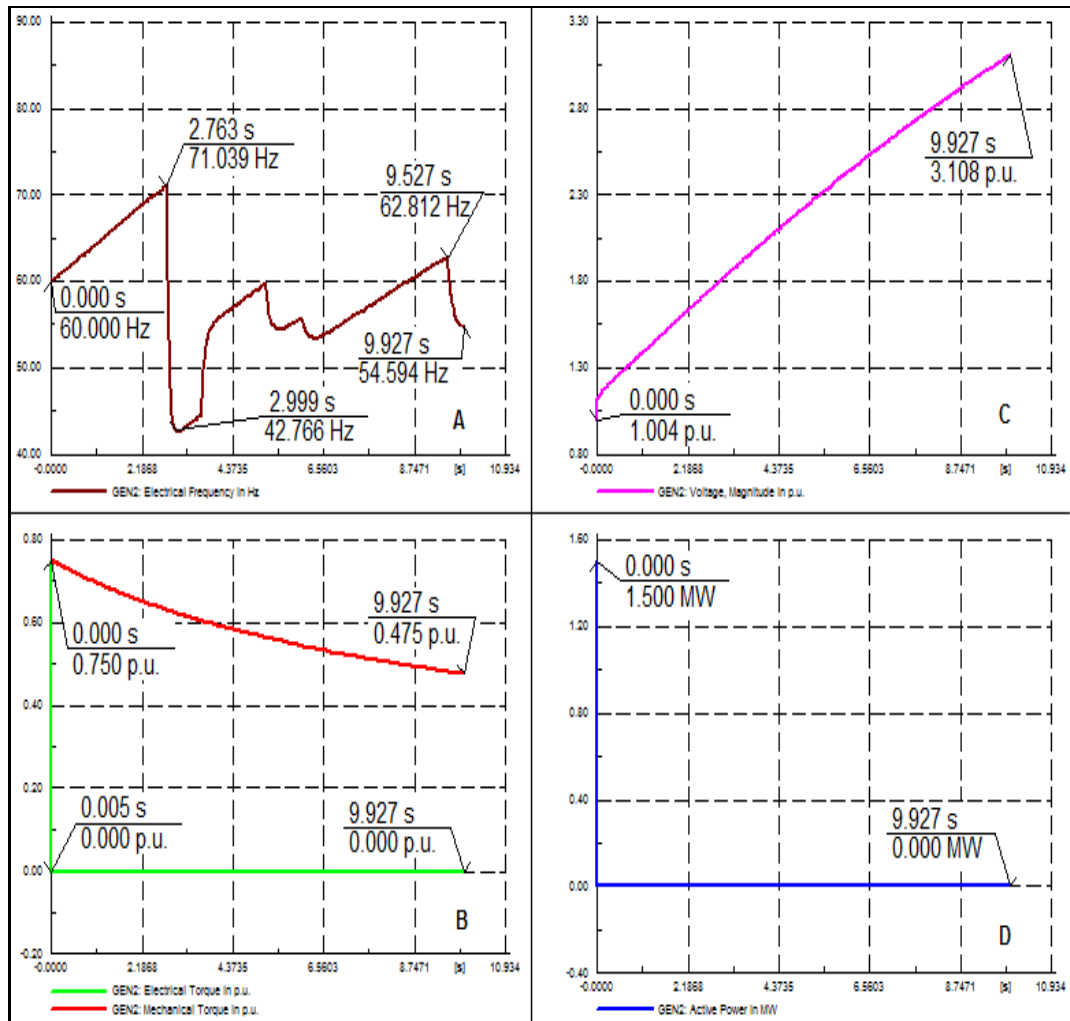 90.00
80.00
70.00
60.00
50.00
40.00
2.763 s
71.039 Hz
9.527 s
62.812 Hz
0.000 s
60.000 Hz
9.927 s
54.594 Hz
2.999 s
42.766 Hz
A
-0.0000 2.1868 4.3735 6.5603 8.7471 [s] 10.934
GEN2: Electrical Frequency in Hz
3.30
2.80
2.30
1.80
1.30
0.80
9.927 s
3.108 p.u.
0.000 s
1.004 p.u.
C
-0.0000 2.1868 4.3735 6.5603 8.7471 [s] 10.934
GEN2: Voltage, Magnitude in p.u.
0.80
0.60
0.40
0.20
0.00
-0.20
9.927 s
0.475 p.u.
0.000 s
0.750 p.u.
0.005 s
0.000 p.u.
9.927 s
0.000 p.u.
B
-0.0000 2.1868 4.3735 6.5603 8.7471 [s] 10.934
GEN2: Electrical Torque in p.u.
GEN2: Mechanical Torque in p.u.
1.60
1.20
0.80
0.40
0.00
-0.40
0.000 s
1.500 MW
9.927 s
0.000 MW
D
-0.0000 2.1868 4.3735 6.5603 8.7471 [s] 10.934
GEN2: Active Power in MW